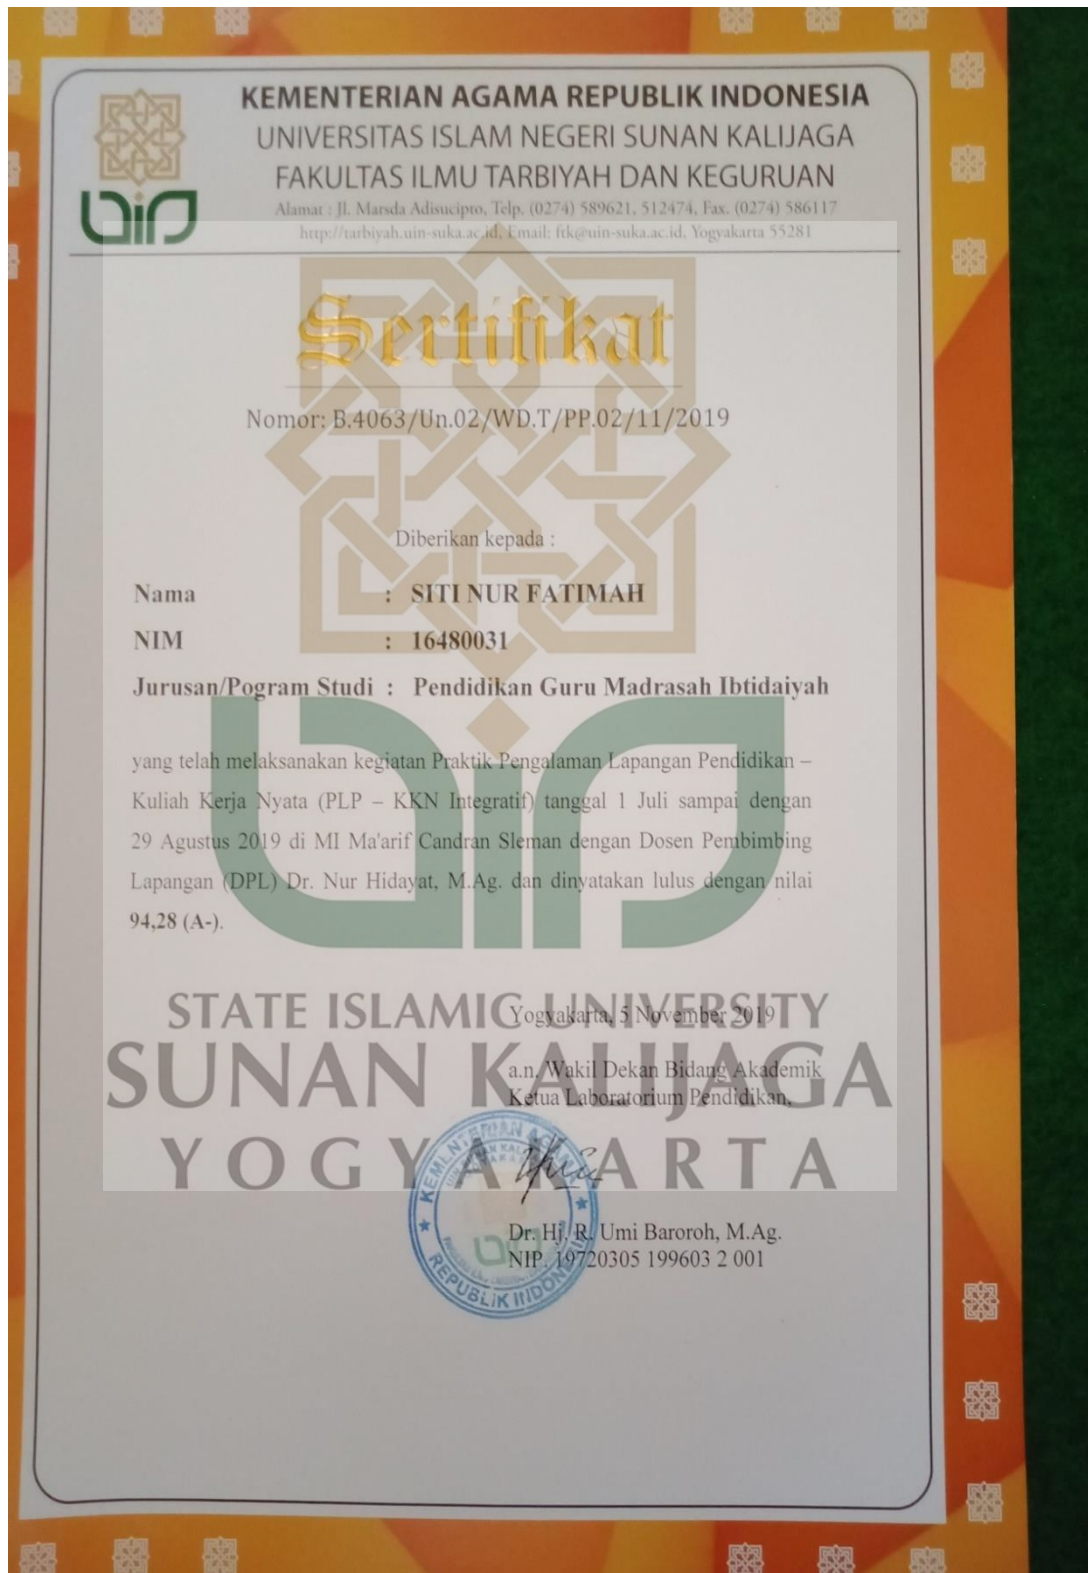 KEMENTERIAN AGAMA REPUBLIK INDONESIA
UNIVERSITAS ISLAM NEGERI SUNAN KALIJAGA
FAKULTAS ILMU TARBIYAH DAN KEGURUAN
Alamat : Jl. Marsda Adisucipto, Telp. (0274) 589621, 512474, Fax. (0274) 586117
http://tarbiyah.uin-suka.ac.id, Email: ftk@uin-suka.ac.id, Yogyakarta 55281
Sertifikat
Nomor: B.4063/Un.02/WD.T/PP.02/11/2019
Diberikan kepada :
Nama : SITI NUR FATIMAH
NIM : 16480031
Jurusan/Pogram Studi : Pendidikan Guru Madrasah Ibtidaiyah
yang telah melaksanakan kegiatan Praktik Pengalaman Lapangan Pendidikan –
Kuliah Kerja Nyata (PLP – KKN Integratif) tanggal 1 Juli sampai dengan
29 Agustus 2019 di MI Ma'arif Candran Sleman dengan Dosen Pembimbing
Lapangan (DPL) Dr. Nur Hidayat, M.Ag. dan dinyatakan lulus dengan nilai
94,28 (A-).
STATE ISLAMIC UNIVERSITY
SUNAN KALIJAGA
YOGYAKARTA
Yogyakarta, 5 November 2019
a.n. Wakil Dekan Bidang Akademik
Ketua Laboratorium Pendidikan,
KEMENTERIAN AGAMA
REPUBLIK INDONESIA
Dr. Hj. R. Umi Baroroh, M.Ag.
NIP. 19720305 199603 2 001